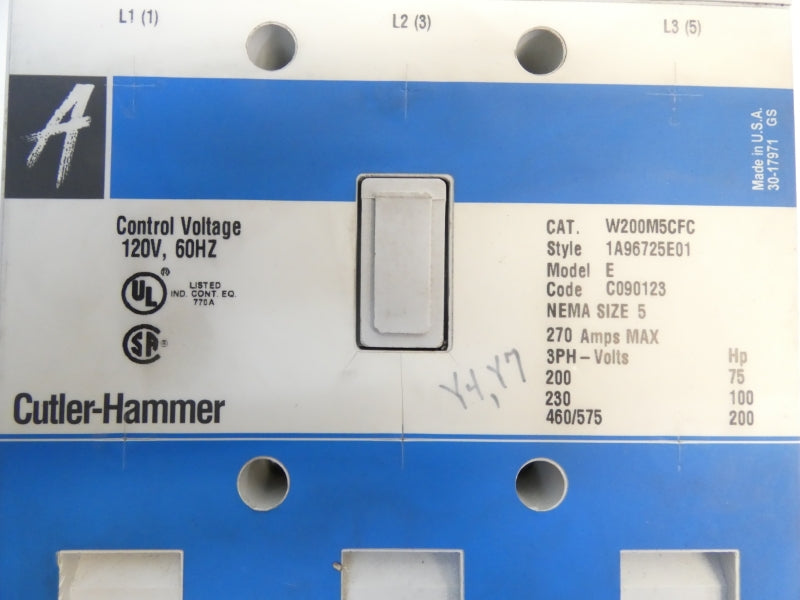 L1 (1)
L2 (3)
L3 (5)
A
Made in U.S.A.
30-17971 GS
Control Voltage
120V, 60HZ
UL ®
LISTED
IND. CONT. EQ.
770A
SA ®
Cutler-Hammer
CAT. W200M5CFC
Style 1A96725E01
Model E
Code C090123
NEMA SIZE 5
270 Amps MAX
3PH-Volts Hp
200 75
230 100
460/575 200
Y4, Y7